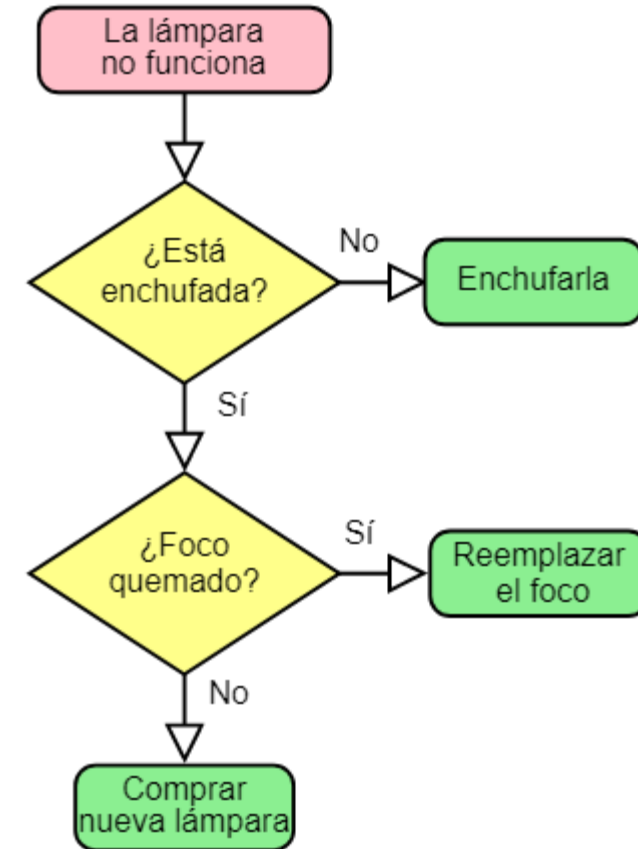 La lámpara
no funciona
¿Está
enchufada?
No
Enchufarla
Sí
¿Foco
quemado?
Sí
Reemplazar
el foco
No
Comprar
nueva lámpara